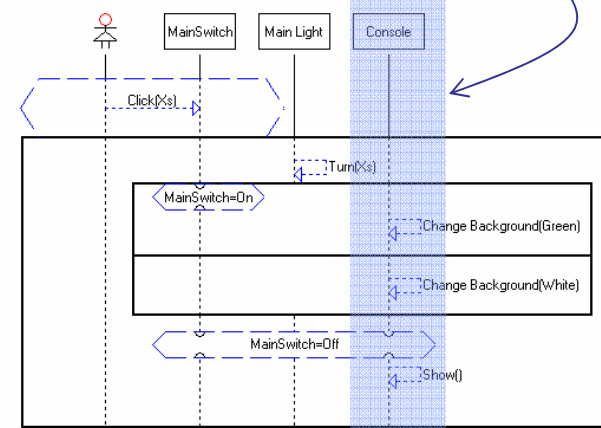 MainSwitch
Main Light
Console
Click(Xs)
Turn(Xs)
MainSwitch=On
Change Background(Green)
Change Background(White)
MainSwitch=Off
Show()